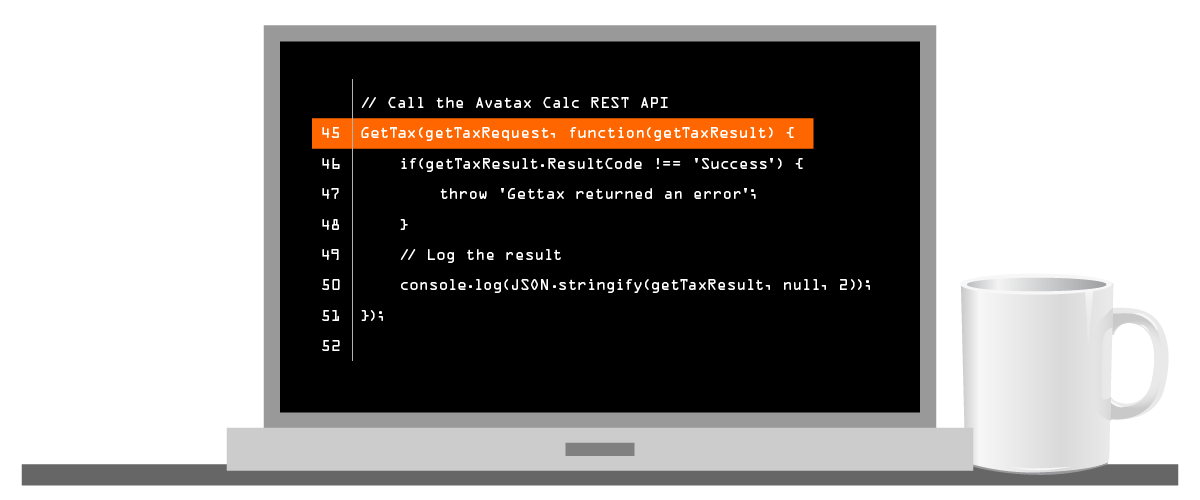 // Call the Avatax Calc REST API
45 GetTax(getTaxRequest, function(getTaxResult) {
46 if(getTaxResult.ResultCode !== 'Success') {
47 throw 'Gettax returned an error';
48 }
49 // Log the result
50 console.log(JSON.stringify(getTaxResult, null, 2));
51 });
52